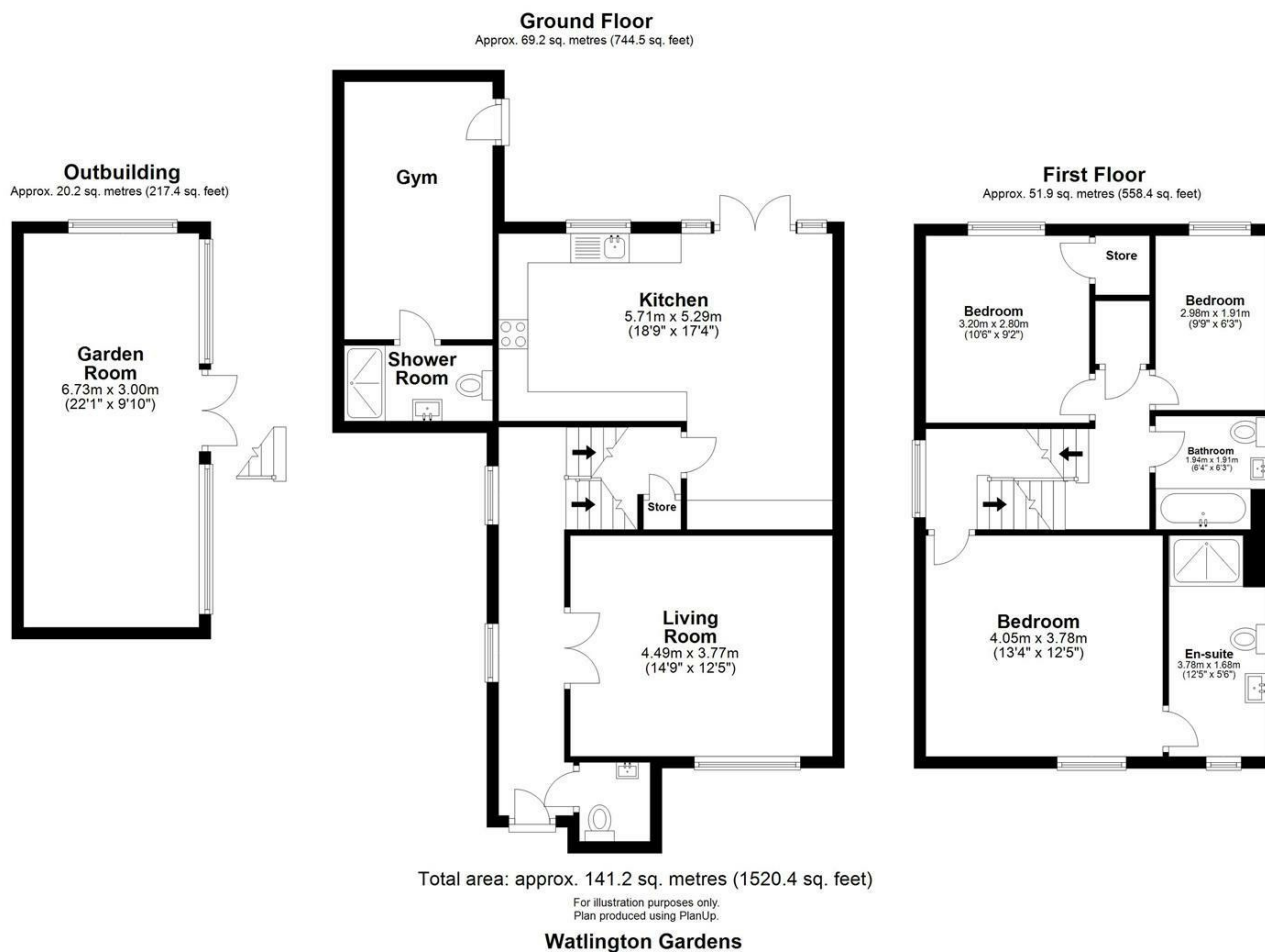 Ground Floor
Approx. 69.2 sq. metres (744.5 sq. feet)
Outbuilding
Approx. 20.2 sq. metres (217.4 sq. feet)
First Floor
Approx. 51.9 sq. metres (558.4 sq. feet)
Garden
Room
6.73m x 3.00m
(22'1" x 9'10")
Gym
Shower
Room
Kitchen
5.71m x 5.29m
(18'9" x 17'4")
Store
Living
Room
4.49m x 3.77m
(14'9" x 12'5")
Bedroom
3.20m x 2.80m
(10'6" x 9'2")
Store
Bedroom
2.98m x 1.91m
(9'9" x 6'3")
Bathroom
1.94m x 1.91m
(6'4" x 6'3")
Bedroom
4.05m x 3.78m
(13'4" x 12'5")
En-suite
3.78m x 1.68m
(12'5" x 5'6")
Total area: approx. 141.2 sq. metres (1520.4 sq. feet)
For illustration purposes only.
Plan produced using PlanUp.
Watlington Gardens